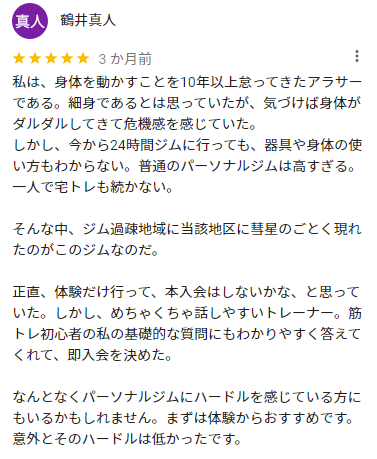 真人 鶴井真人
★★★★★ 3 か月前
私は、身体を動かすことを10年以上怠ってきたアラサー
である。細身であるとは思っていたが、気づけば身体が
ダルダルしてきて危機感を感じていた。
しかし、今から24時間ジムに行っても、器具や身体の使
い方もわからない。普通のパーソナルジムは高すぎる。
一人で宅トレも続かない。
そんな中、ジム過疎地域に当該地区に彗星のごとく現れ
たのがこのジムなのだ。
正直、体験だけ行って、本入会はしないかな、と思って
いた。しかし、めちゃくちゃ話しやすいトレーナー。筋
トレ初心者の私の基礎的な質問にもわかりやすく答えて
くれて、即入会を決めた。
なんとなくパーソナルジムにハードルを感じている方に
もいるかもしれません。まずは体験からおすすめです。
意外とそのハードルは低かったです。